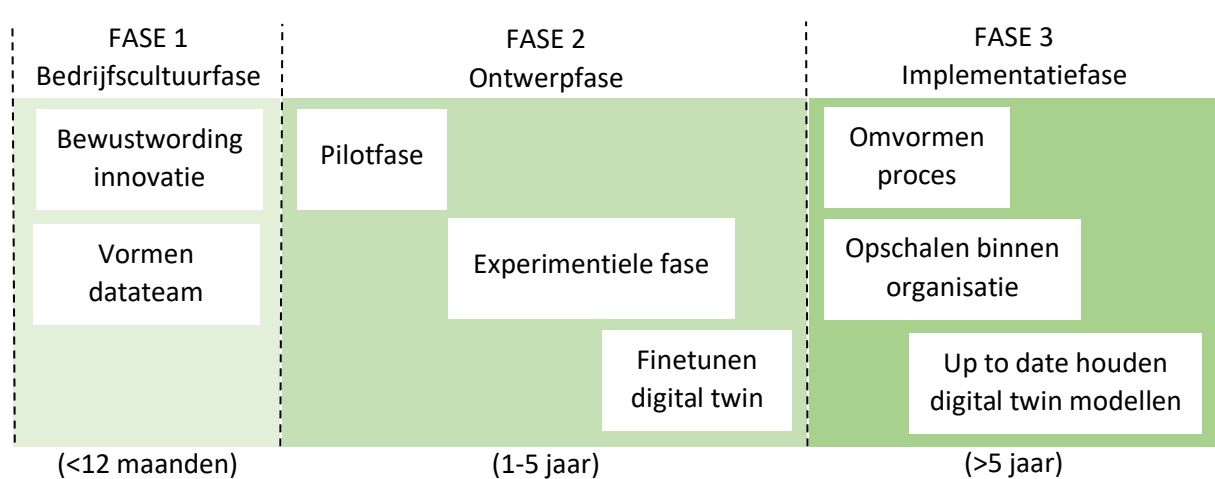 FASE 1
Bedrijfscultuurfase
FASE 2
Ontwerpfase
FASE 3
Implementatiefase
Bewustwording
innovatie
Vormen
datateam
Pilotfase
Experimentiele fase
Finetunen
digital twin
Omvormen
proces
Opschalen binnen
organisatie
Up to date houden
digital twin modellen
(<12 maanden)
(1-5 jaar)
(>5 jaar)